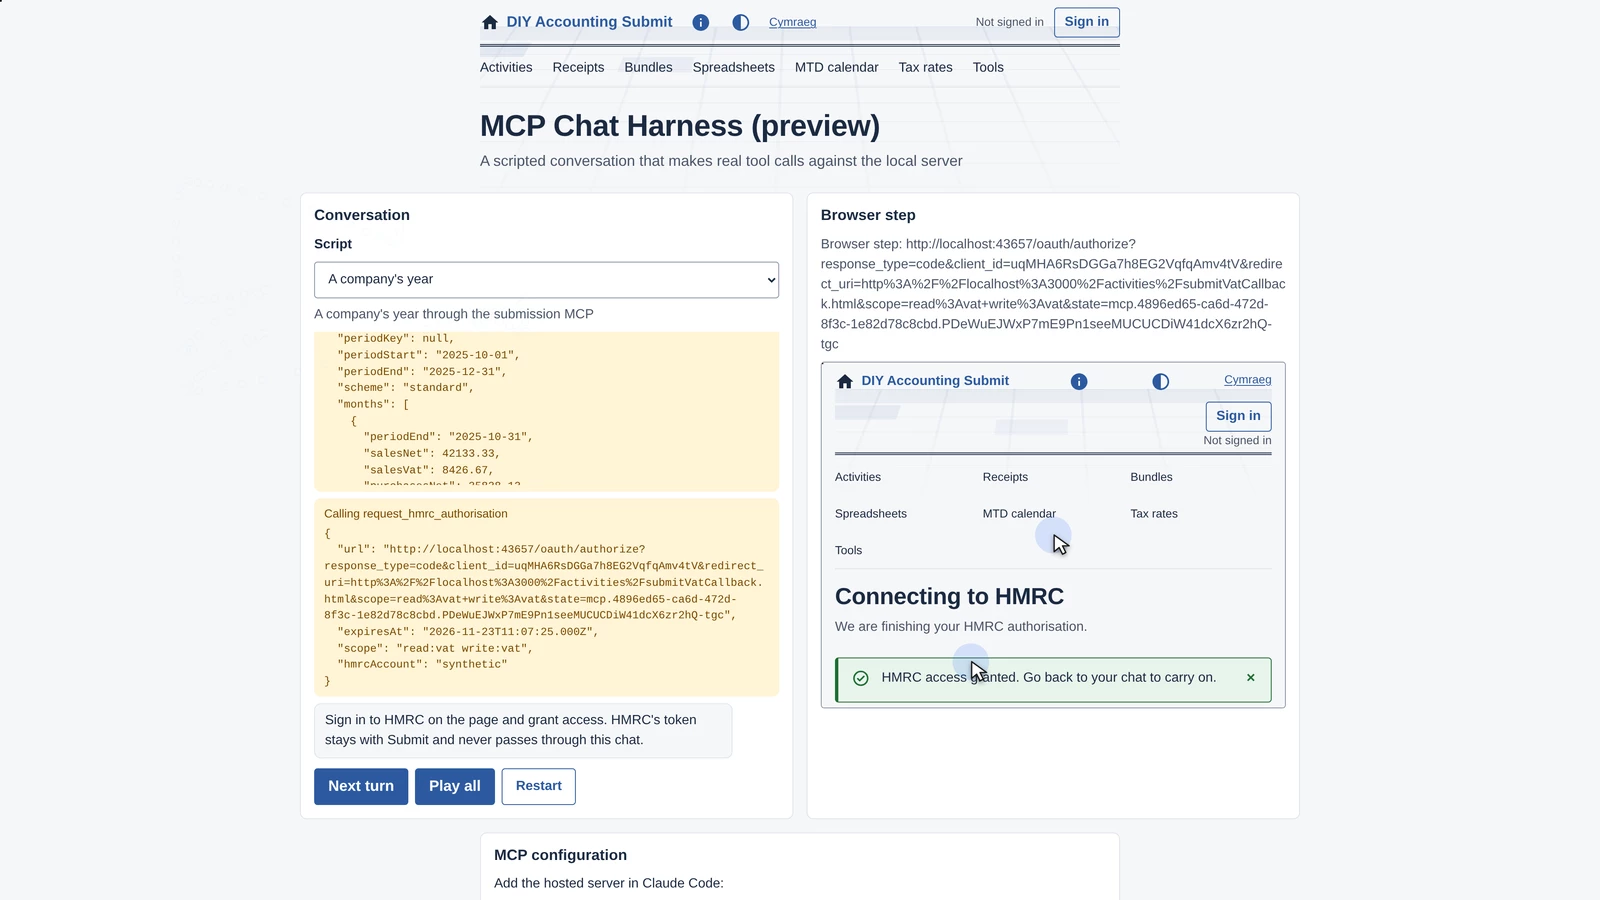 DIY Accounting Submit
Cymraeg
Not signed in
Sign in
Activities
Receipts
Bundles
Spreadsheets
MTD calendar
Tax rates
Tools
MCP Chat Harness (preview)
A scripted conversation that makes real tool calls against the local server
Conversation
Script
A company's year
A company's year through the submission MCP
"periodKey": null,
"periodStart": "2025-10-01",
"periodEnd": "2025-12-31",
"scheme": "standard",
"months": [
{
"periodEnd": "2025-10-31",
"salesNet": 42133.33,
"salesVat": 8426.67,
Calling request_hmrc_authorisation
{
"url": "http://localhost:43657/oauth/authorize?
response_type=code&client_id=uqMHA6RsDGGa7h8EG2VqfqAmv4tV&redirect_
uri=http%3A%2F%2Flocalhost%3A3000%2Factivities%2FsubmitVatCallback.
html&scope=read%3Avat+write%3Avat&state=mcp.4896ed65-ca6d-472d-
8f3c-1e82d78c8cbd.PDeWuEJWxP7mE9Pn1seeMUCUCDiW41dcX6zr2hQ-tgc",
"expiresAt": "2026-11-23T11:07:25.000Z",
"scope": "read:vat write:vat",
"hmrcAccount": "synthetic"
}
Sign in to HMRC on the page and grant access. HMRC's token
stays with Submit and never passes through this chat.
Next turn
Play all
Restart
Browser step
Browser step: http://localhost:43657/oauth/authorize?
response_type=code&client_id=uqMHA6RsDGGa7h8EG2VqfqAmv4tV&redire
ct_uri=http%3A%2F%2Flocalhost%3A3000%2Factivities%2FsubmitVatCallbac
k.html&scope=read%3Avat+write%3Avat&state=mcp.4896ed65-ca6d-472d-
8f3c-1e82d78c8cbd.PDeWuEJWxP7mE9Pn1seeMUCUCDiW41dcX6zr2hQ-
tgc
DIY Accounting Submit
Cymraeg
Sign in
Not signed in
Activities
Receipts
Bundles
Spreadsheets
MTD calendar
Tax rates
Tools
Connecting to HMRC
We are finishing your HMRC authorisation.
HMRC access granted. Go back to your chat to carry on.
MCP configuration
Add the hosted server in Claude Code: